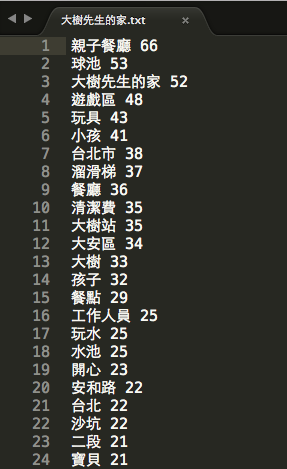 大樹先生的家.txt ×
1 親子餐廳 66
2 球池 53
3 大樹先生的家 52
4 遊戲區 48
5 玩具 43
6 小孩 41
7 台北市 38
8 溜滑梯 37
9 餐廳 36
10 清潔費 35
11 大樹站 35
12 大安區 34
13 大樹 33
14 孩子 32
15 餐點 29
16 工作人員 25
17 玩水 25
18 水池 25
19 開心 23
20 安和路 22
21 台北 22
22 沙坑 22
23 二段 21
24 寶貝 21